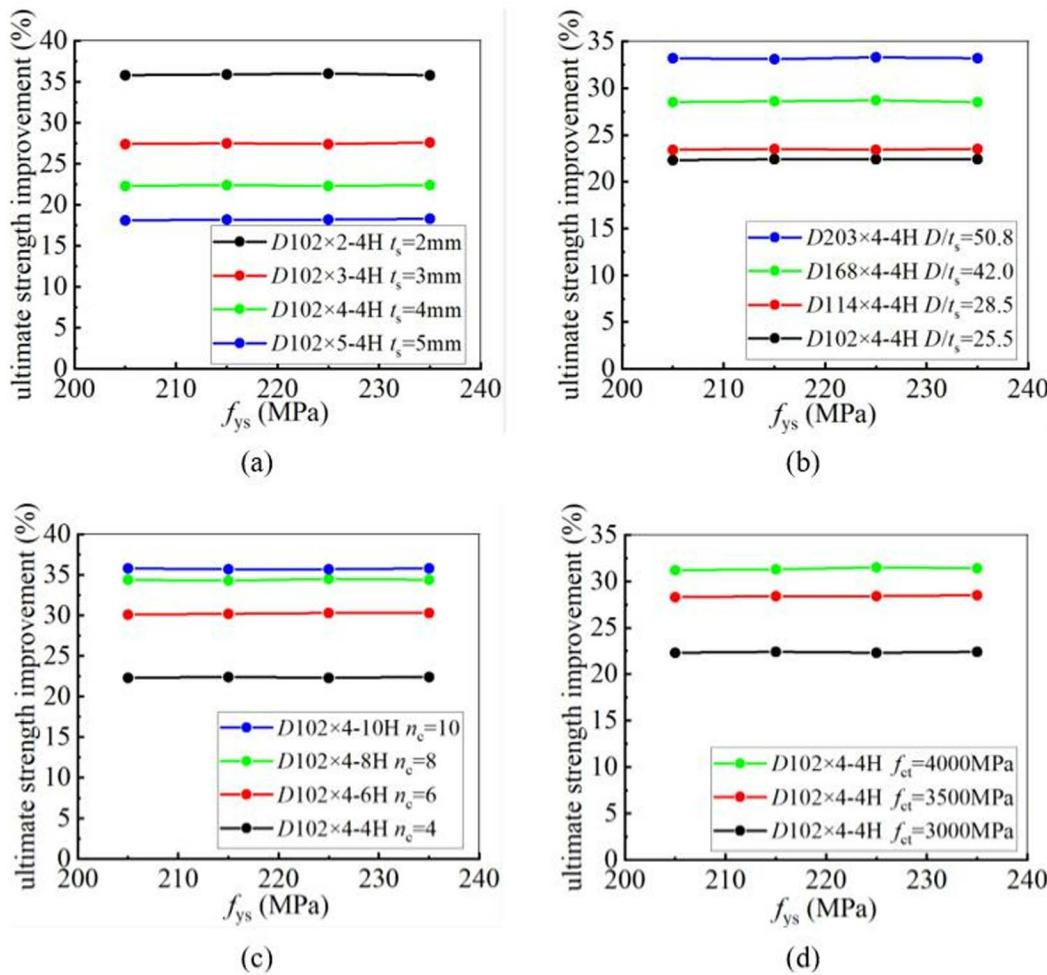 ultimate strength improvement (%)
40
35
30
25
20
15
10
5
0
D102×2-4H tₛ=2mm
D102×3-4H tₛ=3mm
D102×4-4H tₛ=4mm
D102×5-4H tₛ=5mm
200 210 220 230 240
fys (MPa)
(a)
ultimate strength improvement (%)
35
30
25
20
15
10
5
0
D203×4-4H D/tₛ=50.8
D168×4-4H D/tₛ=42.0
D114×4-4H D/tₛ=28.5
D102×4-4H D/tₛ=25.5
200 210 220 230 240
fys (MPa)
(b)
ultimate strength improvement (%)
40
35
30
25
20
15
10
5
0
D102×4-10H nc=10
D102×4-8H nc=8
D102×4-6H nc=6
D102×4-4H nc=4
200 210 220 230 240
fys (MPa)
(c)
ultimate strength improvement (%)
35
30
25
20
15
10
5
0
D102×4-4H fct=4000MPa
D102×4-4H fct=3500MPa
D102×4-4H fct=3000MPa
200 210 220 230 240
fys (MPa)
(d)